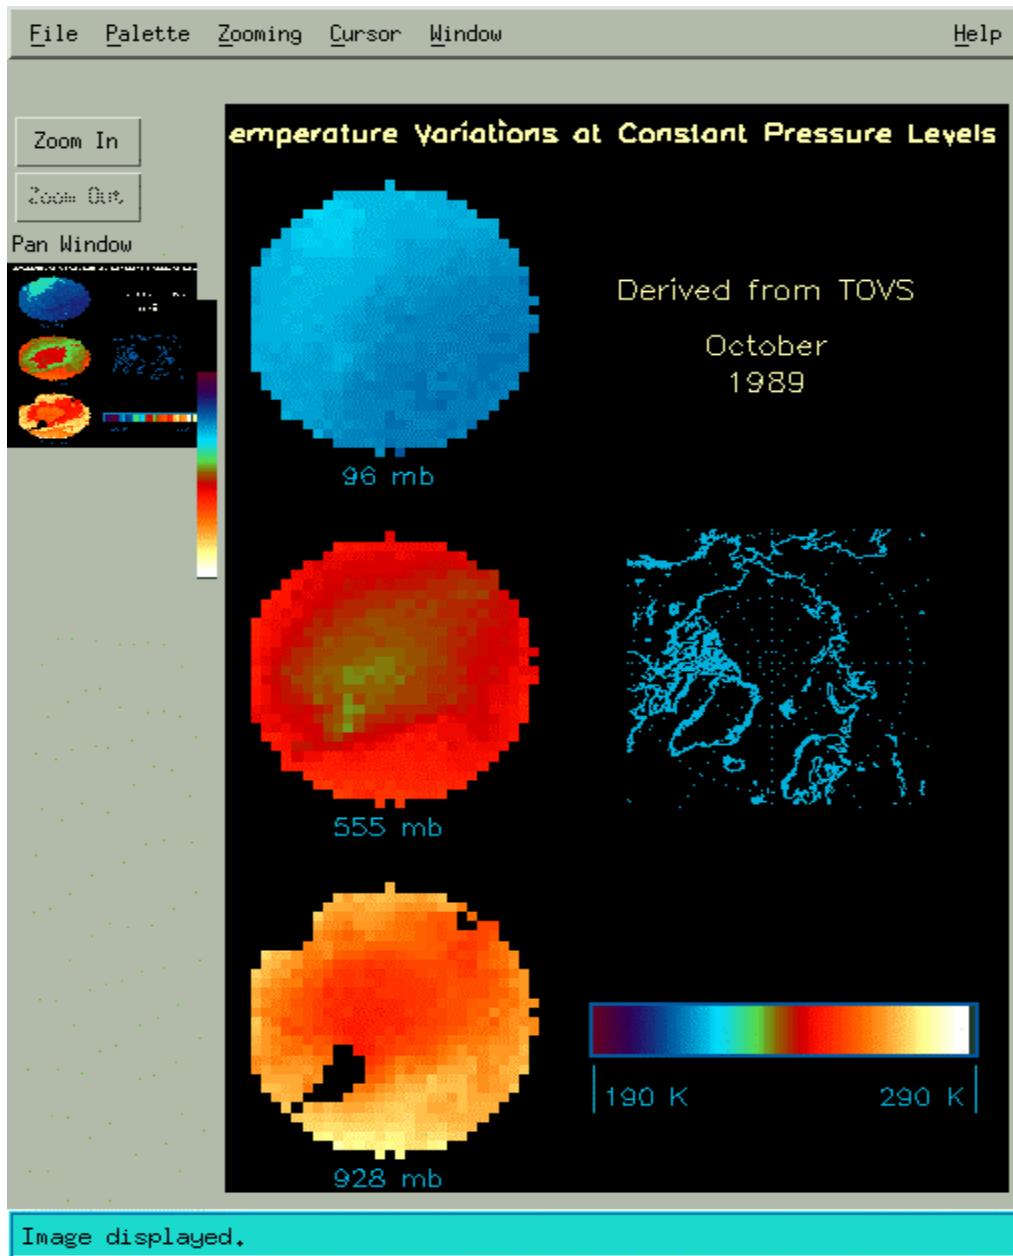 File Palette Zooming Cursor Window Help
Zoom In
Zoom Out
Pan Window
emperature Variations at Constant Pressure Levels
Derived from TOVS
October
1989
96 mb
555 mb
928 mb
190 K 290 K
Image displayed.